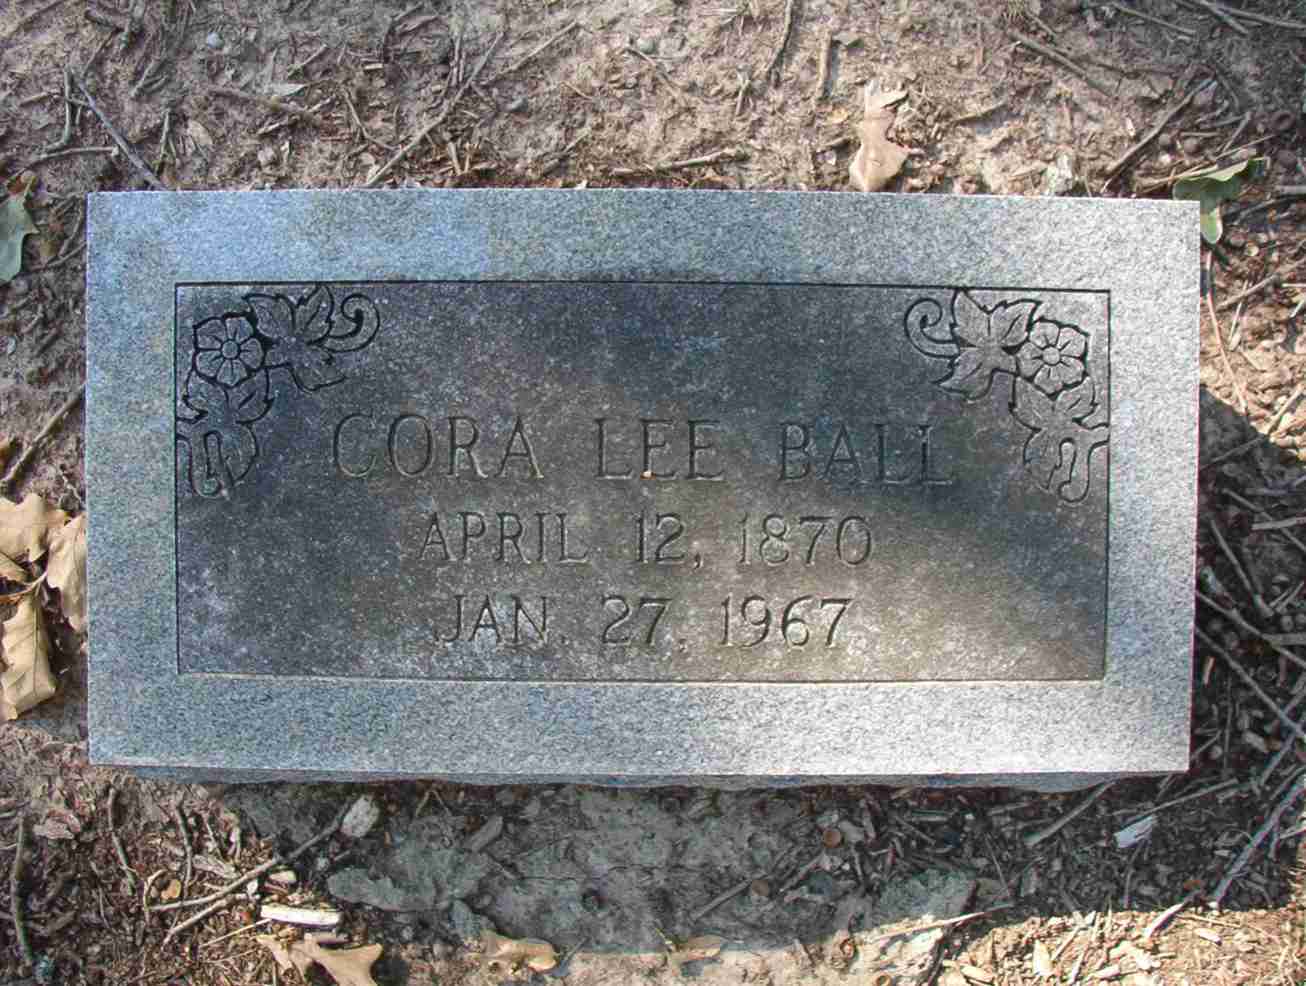 CORA LEE BALL
APRIL 12, 1870
JAN. 27, 1967